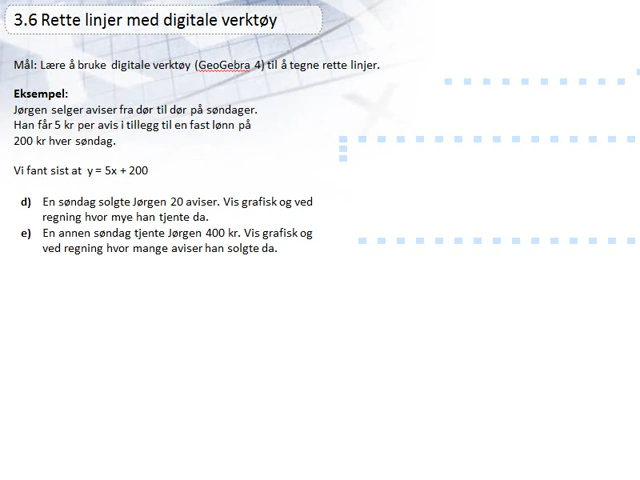 3.6 Rette linjer med digitale verktøy
Mål: Lære å bruke digitale verktøy (GeoGebra 4) til å tegne rette linjer.
Eksempel:
Jørgen selger aviser fra dør til dør på søndager.
Han får 5 kr per avis i tillegg til en fast lønn på
200 kr hver søndag.
Vi fant sist at y = 5x + 200
d) En søndag solgte Jørgen 20 aviser. Vis grafisk og ved
regning hvor mye han tjente da.
e) En annen søndag tjente Jørgen 400 kr. Vis grafisk og
ved regning hvor mange aviser han solgte da.